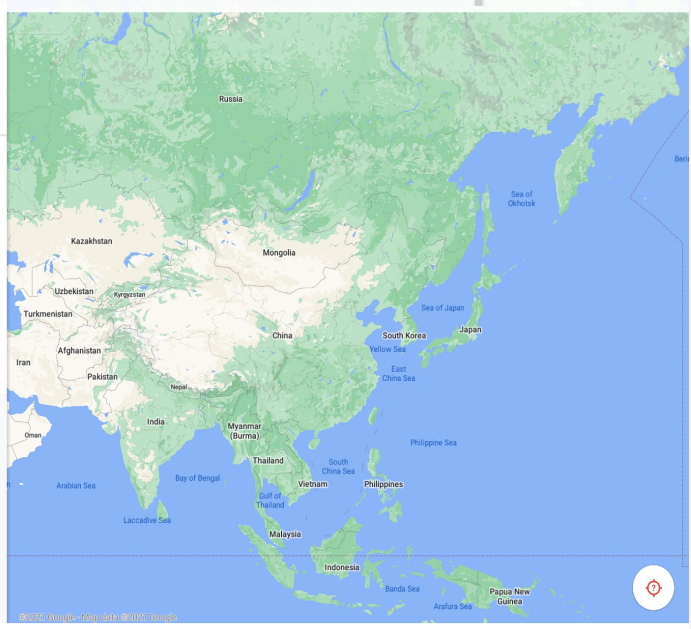 Russia
Sea of
Okhotsk
Kazakhstan
Mongolia
Uzbekistan
Kyrgyzstan
Turkmenistan
Sea of Japan
Japan
China
South Korea
Yellow Sea
Afghanistan
Iran
East
China Sea
Pakistan
Nepal
India
Myanmar
(Burma)
Oman
Philippine Sea
Thailand
South
China Sea
Bay of Bengal
Arabian Sea
Vietnam
Philippines
Gulf of
Thailand
Laccadive Sea
Malaysia
Indonesia
Banda Sea
Papua New
Guinea
Arafura Sea
©2021 Google - Map data ©2021 Google